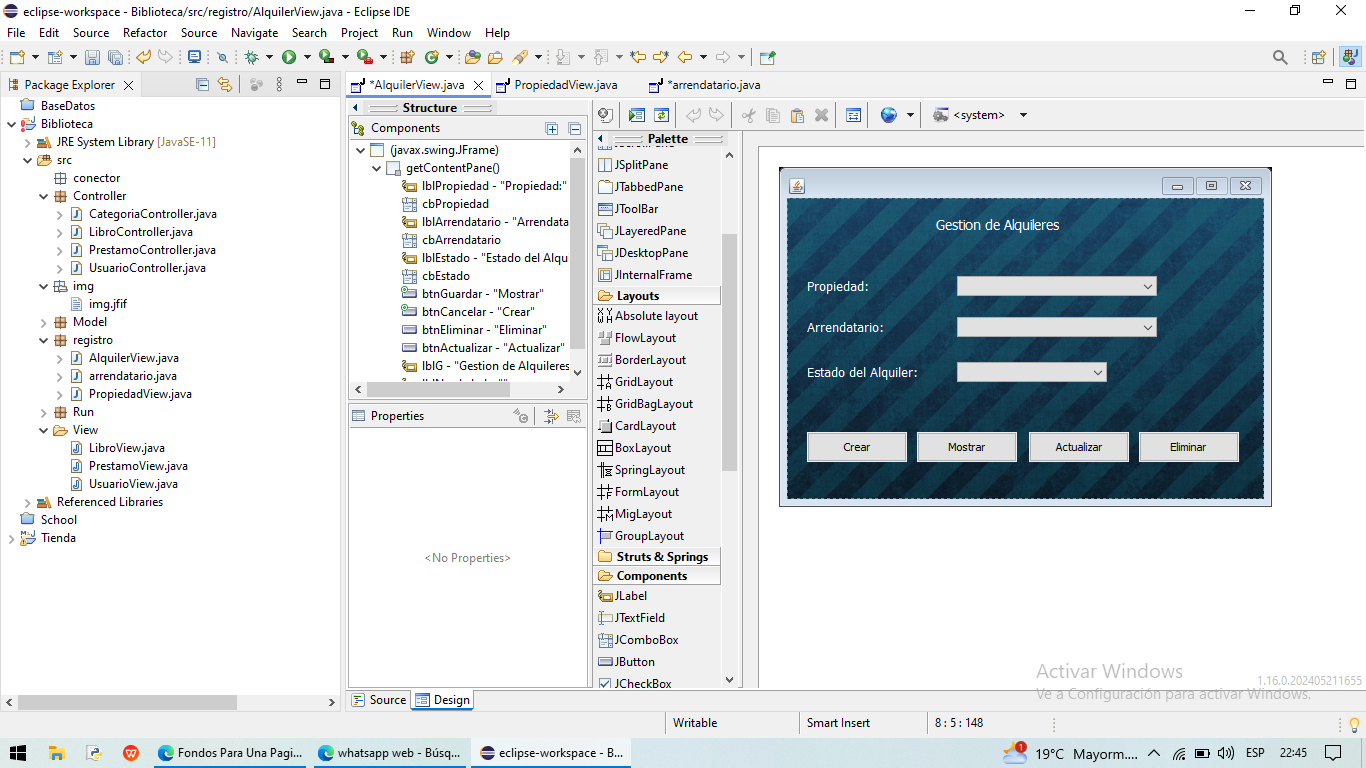 eclipse-workspace - Biblioteca/src/registro/AlquilerView.java - Eclipse IDE
File Edit Source Refactor Source Navigate Search Project Run Window Help
Package Explorer
BaseDatos
Biblioteca
JRE System Library [JavaSE-11]
src
conector
Controller
CategoriaController.java
LibroController.java
PrestamoController.java
UsuarioController.java
img
img.jfif
Model
registro
AlquilerView.java
arrendatario.java
PropiedadView.java
Run
View
LibroView.java
PrestamoView.java
UsuarioView.java
Referenced Libraries
School
Tienda
*AlquilerView.java
PropiedadView.java
*arrendatario.java
Structure
Components
(javax.swing.JFrame)
getContentPane()
lblPropiedad - "Propiedad:"
cbPropiedad
lblArrendatario - "Arrendata
cbArrendatario
lblEstado - "Estado del Alqu
cbEstado
btnGuardar - "Mostrar"
btnCancelar - "Crear"
btnEliminar - "Eliminar"
btnActualizar - "Actualizar"
lblG - "Gestion de Alquileres
Properties
<No Properties>
<system>
Palette
JSplitPane
JTabbedPane
JToolBar
JLayeredPane
JDesktopPane
JInternalFrame
Layouts
Absolute layout
FlowLayout
BorderLayout
GridLayout
GridBagLayout
CardLayout
BoxLayout
SpringLayout
FormLayout
MigLayout
GroupLayout
Struts & Springs
Components
JLabel
JTextField
JComboBox
JButton
JCheckBox
Gestion de Alquileres
Propiedad:
Arrendatario:
Estado del Alquiler:
Crear Mostrar Actualizar Eliminar
Activar Windows
Ve a Configuración para activar Windows.
1.16.0.202405211655
Source Design
Writable Smart Insert 8 : 5 : 148
Fondos Para Una Pagi...
whatsapp web - Búsq...
eclipse-workspace - B...
1
19°C Mayorm....
ESP
22:45